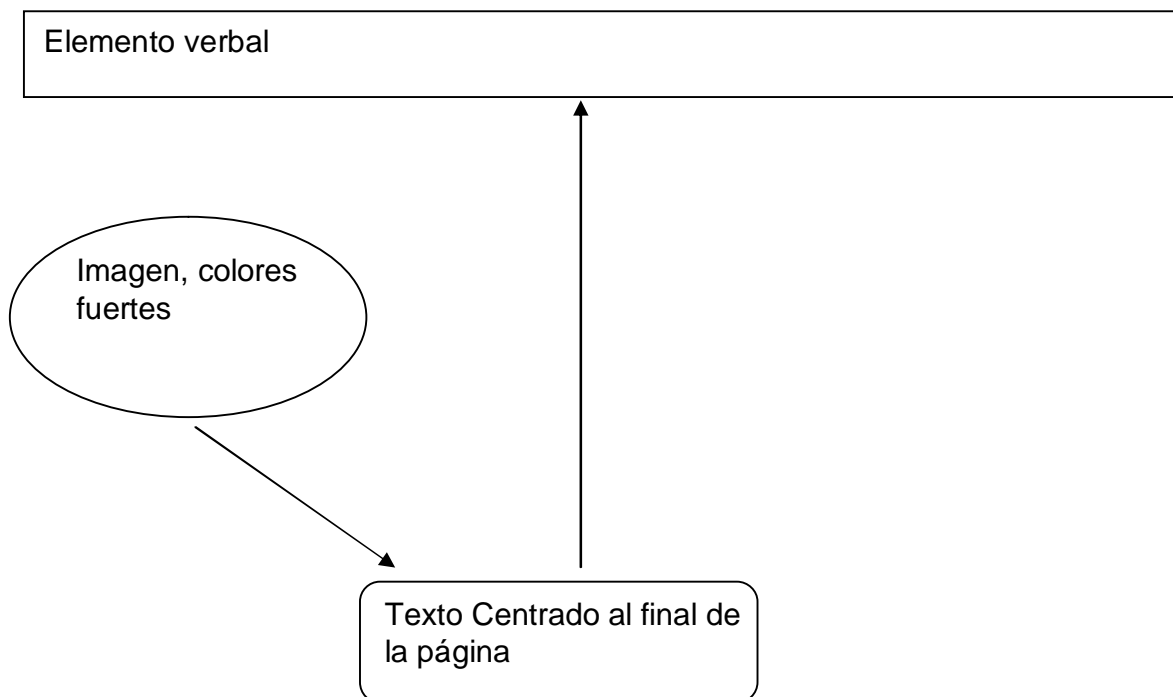 Elemento verbal
Imagen, colores
fuertes
Texto Centrado al final de
la página